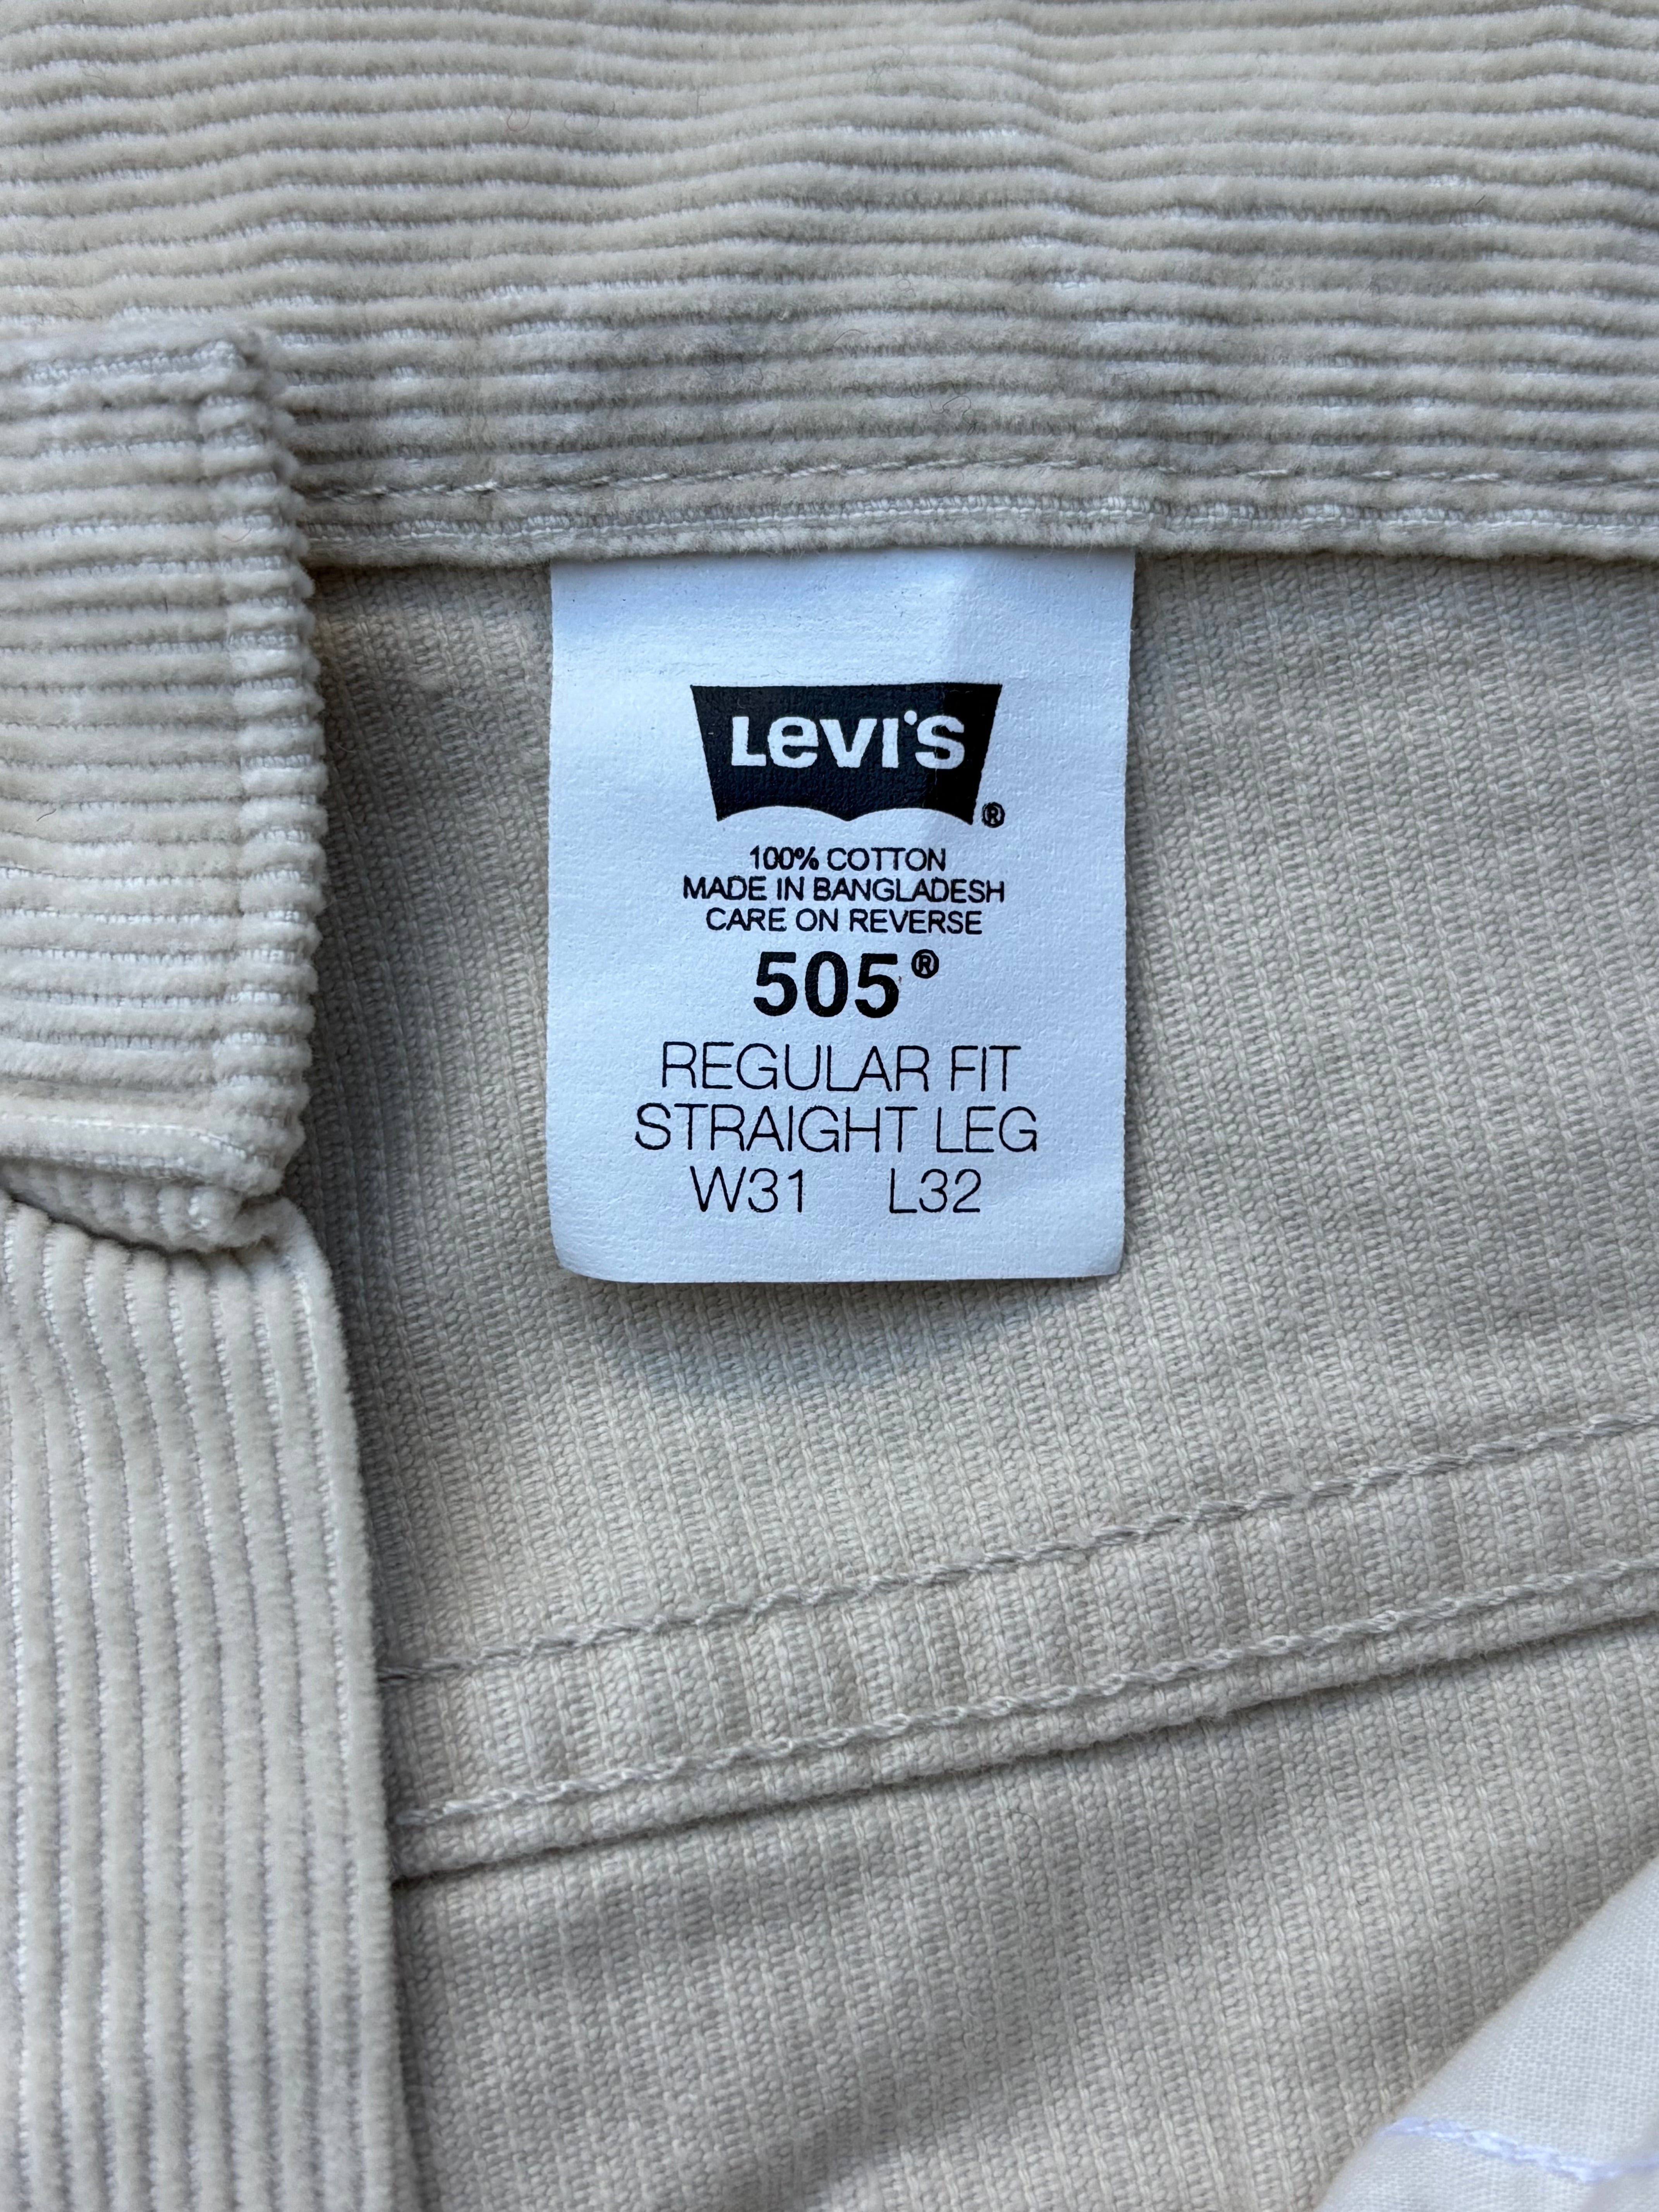 Levi's®
100% COTTON
MADE IN BANGLADESH
CARE ON REVERSE
505®
REGULAR FIT
STRAIGHT LEG
W31 L32